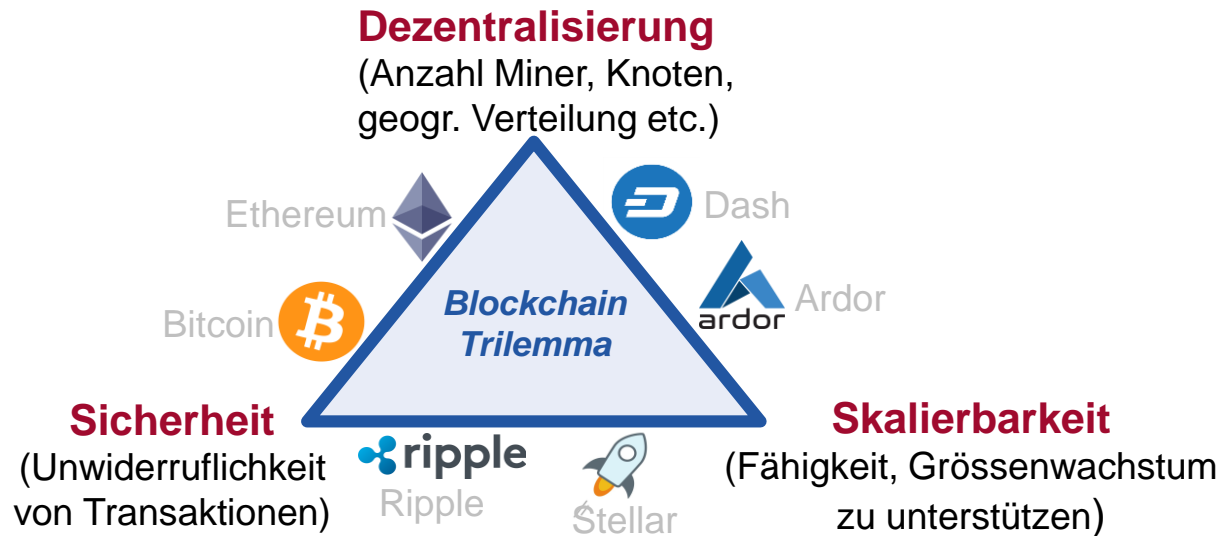 Dezentralisierung
(Anzahl Miner, Knoten,
geogr. Verteilung etc.)
Ethereum
Dash
Bitcoin
Blockchain
Trilemma
Ardor
ardor
Sicherheit
(Unwiderruflichkeit
von Transaktionen)
ripple
Ripple
Stellar
Skalierbarkeit
(Fähigkeit, Grössenwachstum
zu unterstützen)